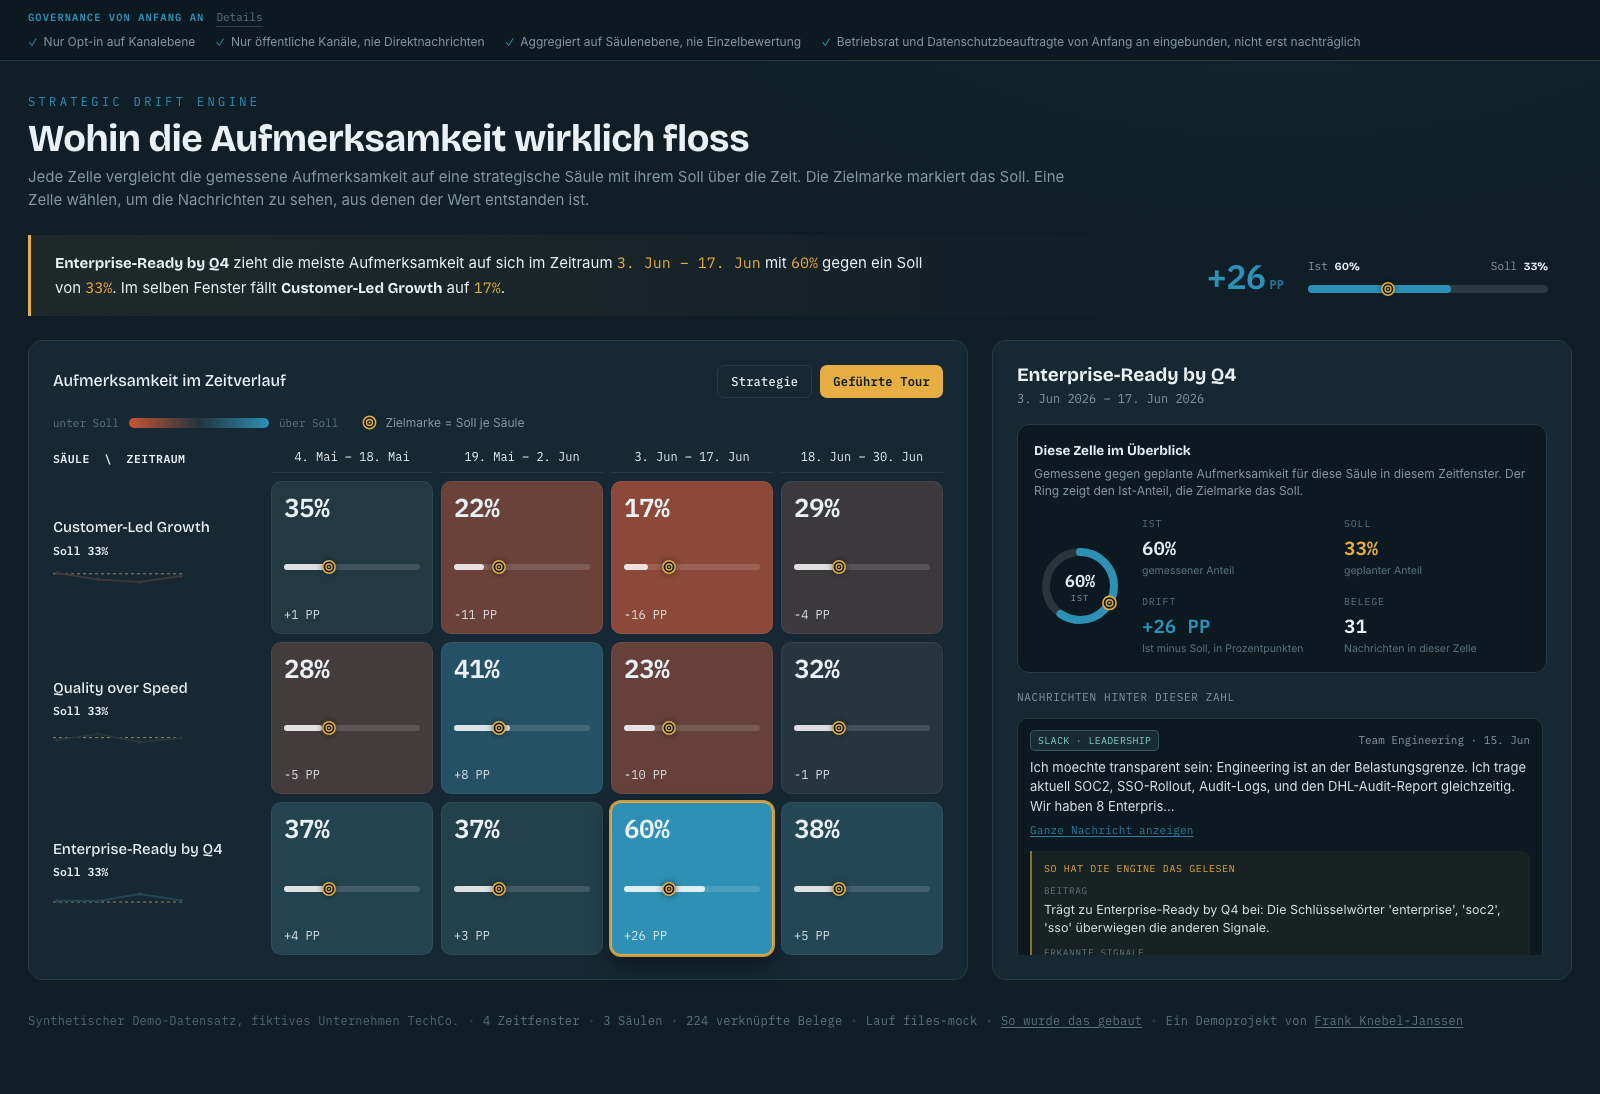 GOVERNANCE VON ANFANG AN Details
✓ Nur Opt-in auf Kanalebene ✓ Nur öffentliche Kanäle, nie Direktnachrichten ✓ Aggregiert auf Säulenebene, nie Einzelbewertung ✓ Betriebsrat und Datenschutzbeauftragte von Anfang an eingebunden, nicht erst nachträglich
STRATEGIC DRIFT ENGINE
Wohin die Aufmerksamkeit wirklich floss
Jede Zelle vergleicht die gemessene Aufmerksamkeit auf eine strategische Säule mit ihrem Soll über die Zeit. Die Zielmarke markiert das Soll. Eine
Zelle wählen, um die Nachrichten zu sehen, aus denen der Wert entstanden ist.
Enterprise-Ready by Q4 zieht die meiste Aufmerksamkeit auf sich im Zeitraum 3. Jun – 17. Jun mit 60% gegen ein Soll
von 33%. Im selben Fenster fällt Customer-Led Growth auf 17%.
+26 PP
Ist 60% Soll 33%
Aufmerksamkeit im Zeitverlauf
Strategie Geführte Tour
unter Soll über Soll Zielmarke = Soll je Säule
SÄULE \ ZEITRAUM 4. Mai – 18. Mai 19. Mai – 2. Jun 3. Jun – 17. Jun 18. Jun – 30. Jun
Customer-Led Growth
Soll 33%
35% 22% 17% 29%
+1 PP -11 PP -16 PP -4 PP
Quality over Speed
Soll 33%
28% 41% 23% 32%
-5 PP +8 PP -10 PP -1 PP
Enterprise-Ready by Q4
Soll 33%
37% 37% 60% 38%
+4 PP +3 PP +26 PP +5 PP
Enterprise-Ready by Q4
3. Jun 2026 – 17. Jun 2026
Diese Zelle im Überblick
Gemessene gegen geplante Aufmerksamkeit für diese Säule in diesem Zeitfenster. Der
Ring zeigt den Ist-Anteil, die Zielmarke das Soll.
60%
IST
IST SOLL
60% 33%
gemessener Anteil geplanter Anteil
DRIFT BELEGE
+26 PP 31
Ist minus Soll, in Prozentpunkten Nachrichten in dieser Zelle
NACHRICHTEN HINTER DIESER ZAHL
SLACK · LEADERSHIP Team Engineering · 15. Jun
Ich moechte transparent sein: Engineering ist an der Belastungsgrenze. Ich trage
aktuell SOC2, SSO-Rollout, Audit-Logs, und den DHL-Audit-Report gleichzeitig.
Wir haben 8 Enterpris...
Ganze Nachricht anzeigen
SO HAT DIE ENGINE DAS GELESEN
BEITRAG
Trägt zu Enterprise-Ready by Q4 bei: Die Schlüsselwörter 'enterprise', 'soc2',
'sso' überwiegen die anderen Signale.
ERKANNTE SIGNALE
Synthetischer Demo-Datensatz, fiktives Unternehmen TechCo. · 4 Zeitfenster · 3 Säulen · 224 verknüpfte Belege · Lauf files-mock · So wurde das gebaut · Ein Demoprojekt von Frank Knebel-Janssen